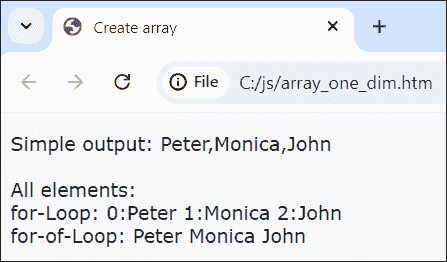 Create array
File C:/js/array_one_dim.htm
Simple output: Peter,Monica,John
All elements:
for-Loop: 0:Peter 1:Monica 2:John
for-of-Loop: Peter Monica John